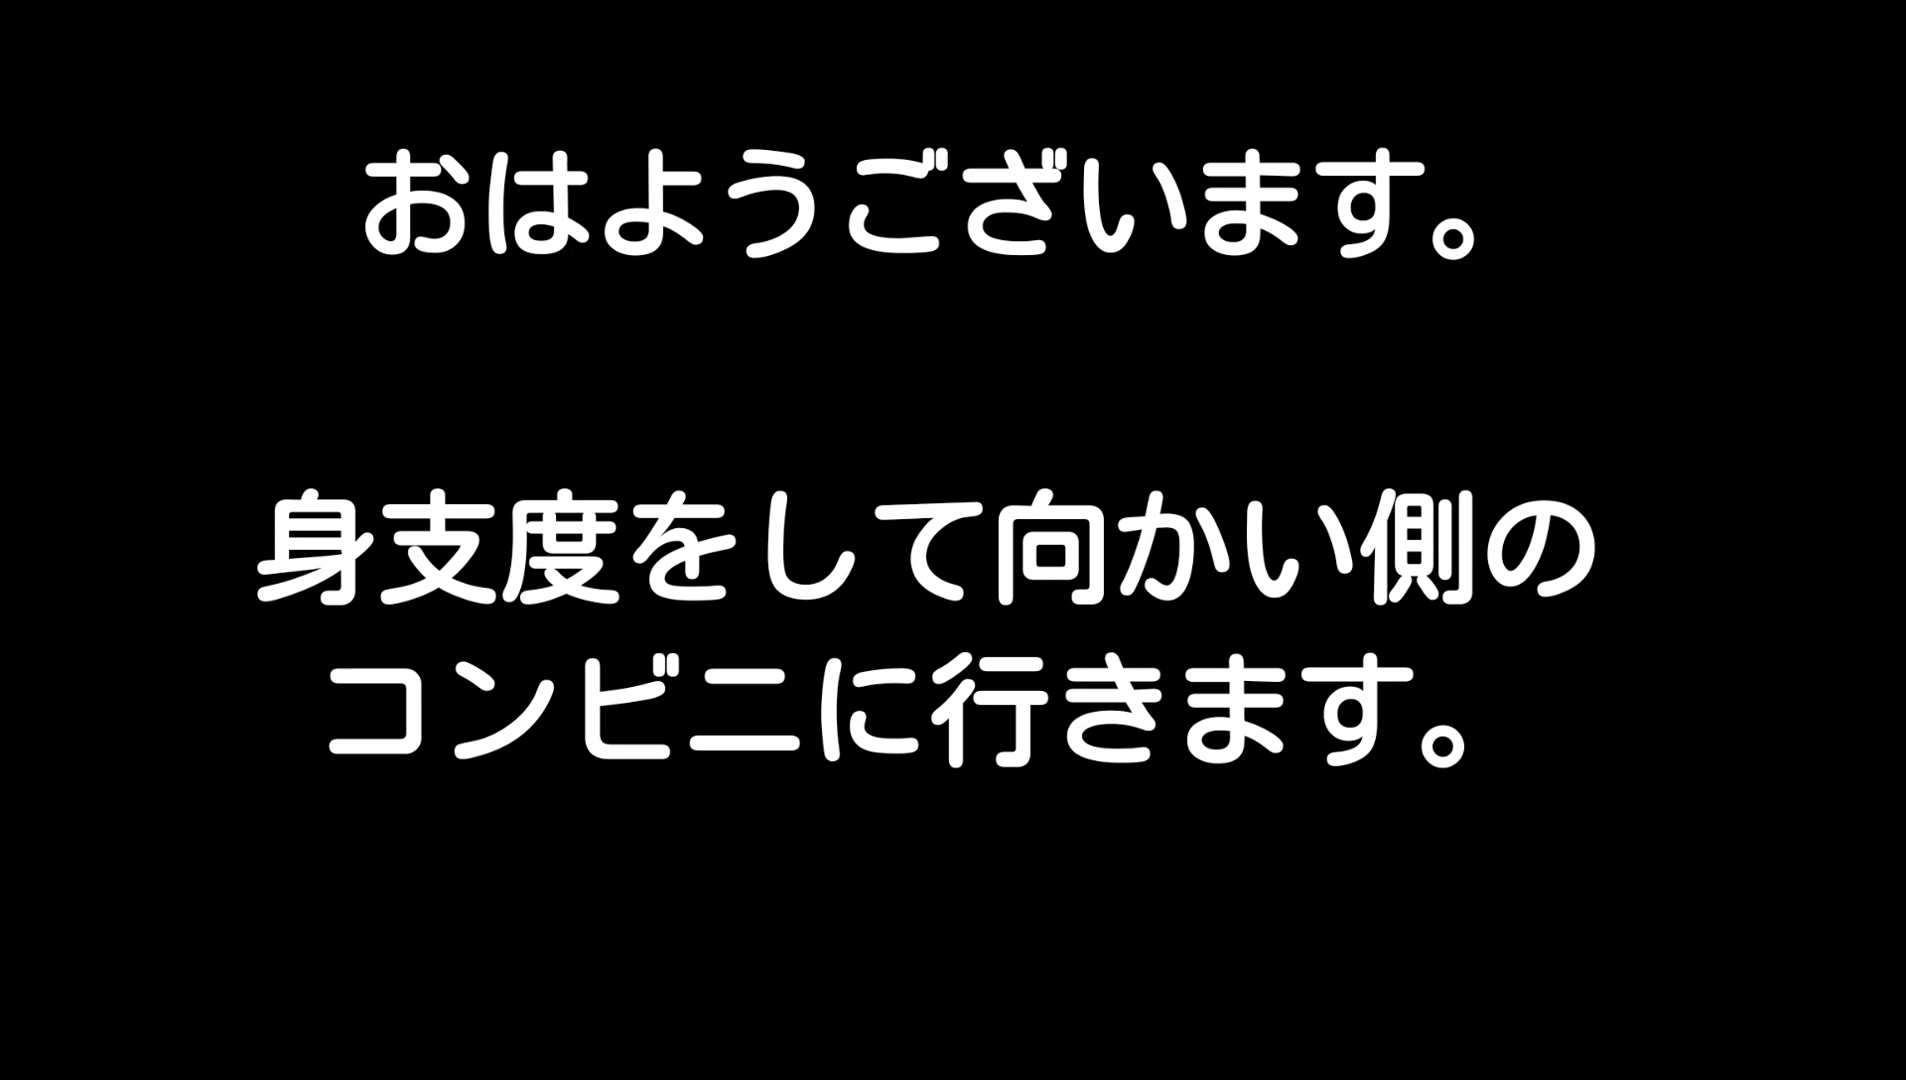 おはようございます。
身支度をして向かい側の
コンビニに行きます。